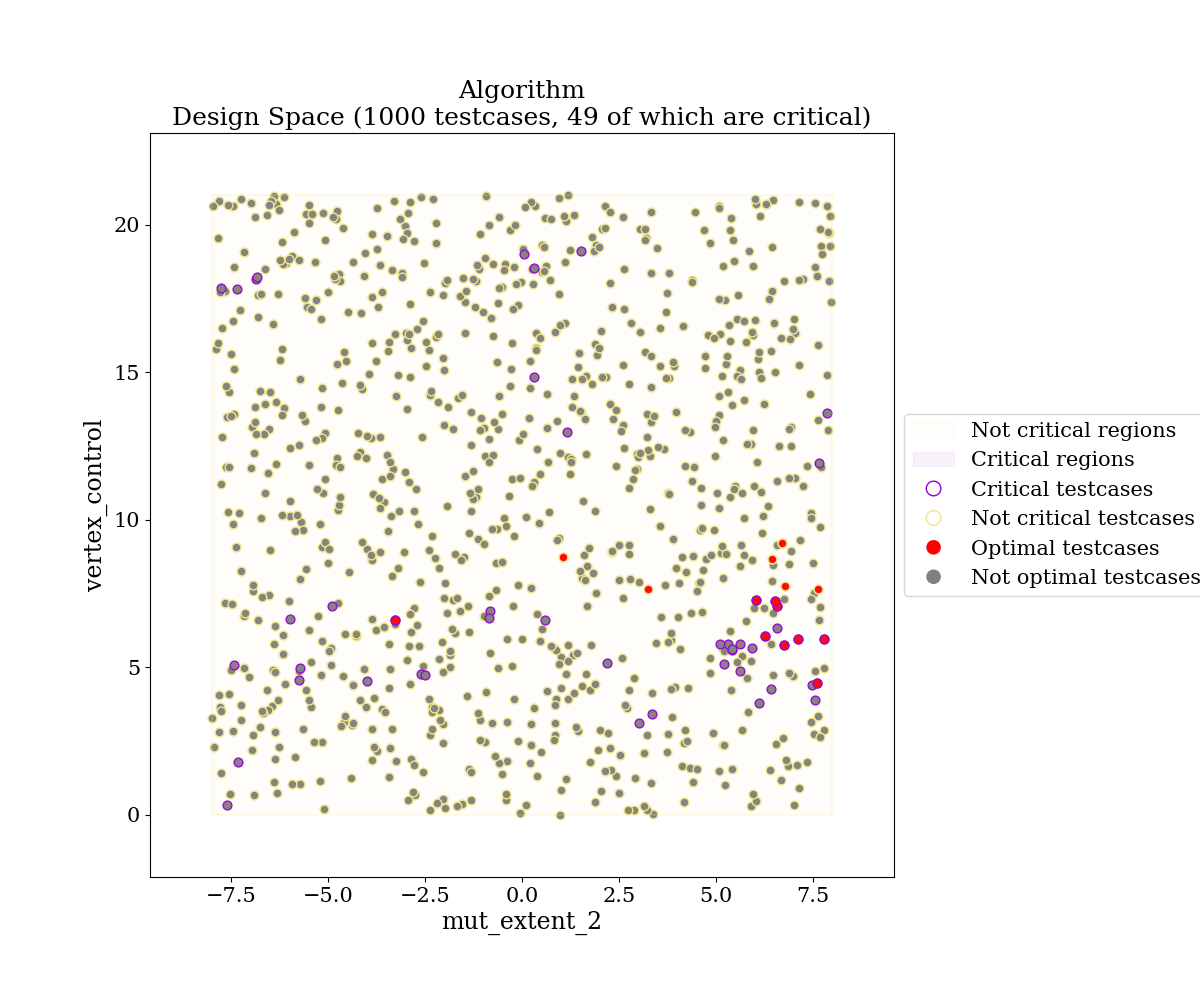 Algorithm
Design Space (1000 testcases, 49 of which are critical)
vertex_control
20
15
10
5
0
−7.5 −5.0 −2.5 0.0 2.5 5.0 7.5
mut_extent_2
Not critical regions
Critical regions
Critical testcases
Not critical testcases
Optimal testcases
Not optimal testcases